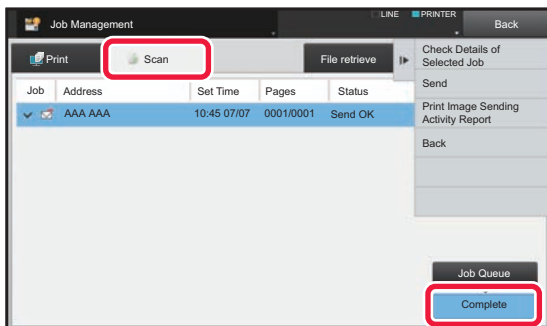 Job Management
LINE
PRINTER
Back
Print
Scan
File retrieve
Check Details of
Selected Job
Send
Print Image Sending
Activity Report
Back
Job Address Set Time Pages Status
AAA AAA 10:45 07/07 0001/0001 Send OK
Job Queue
Complete